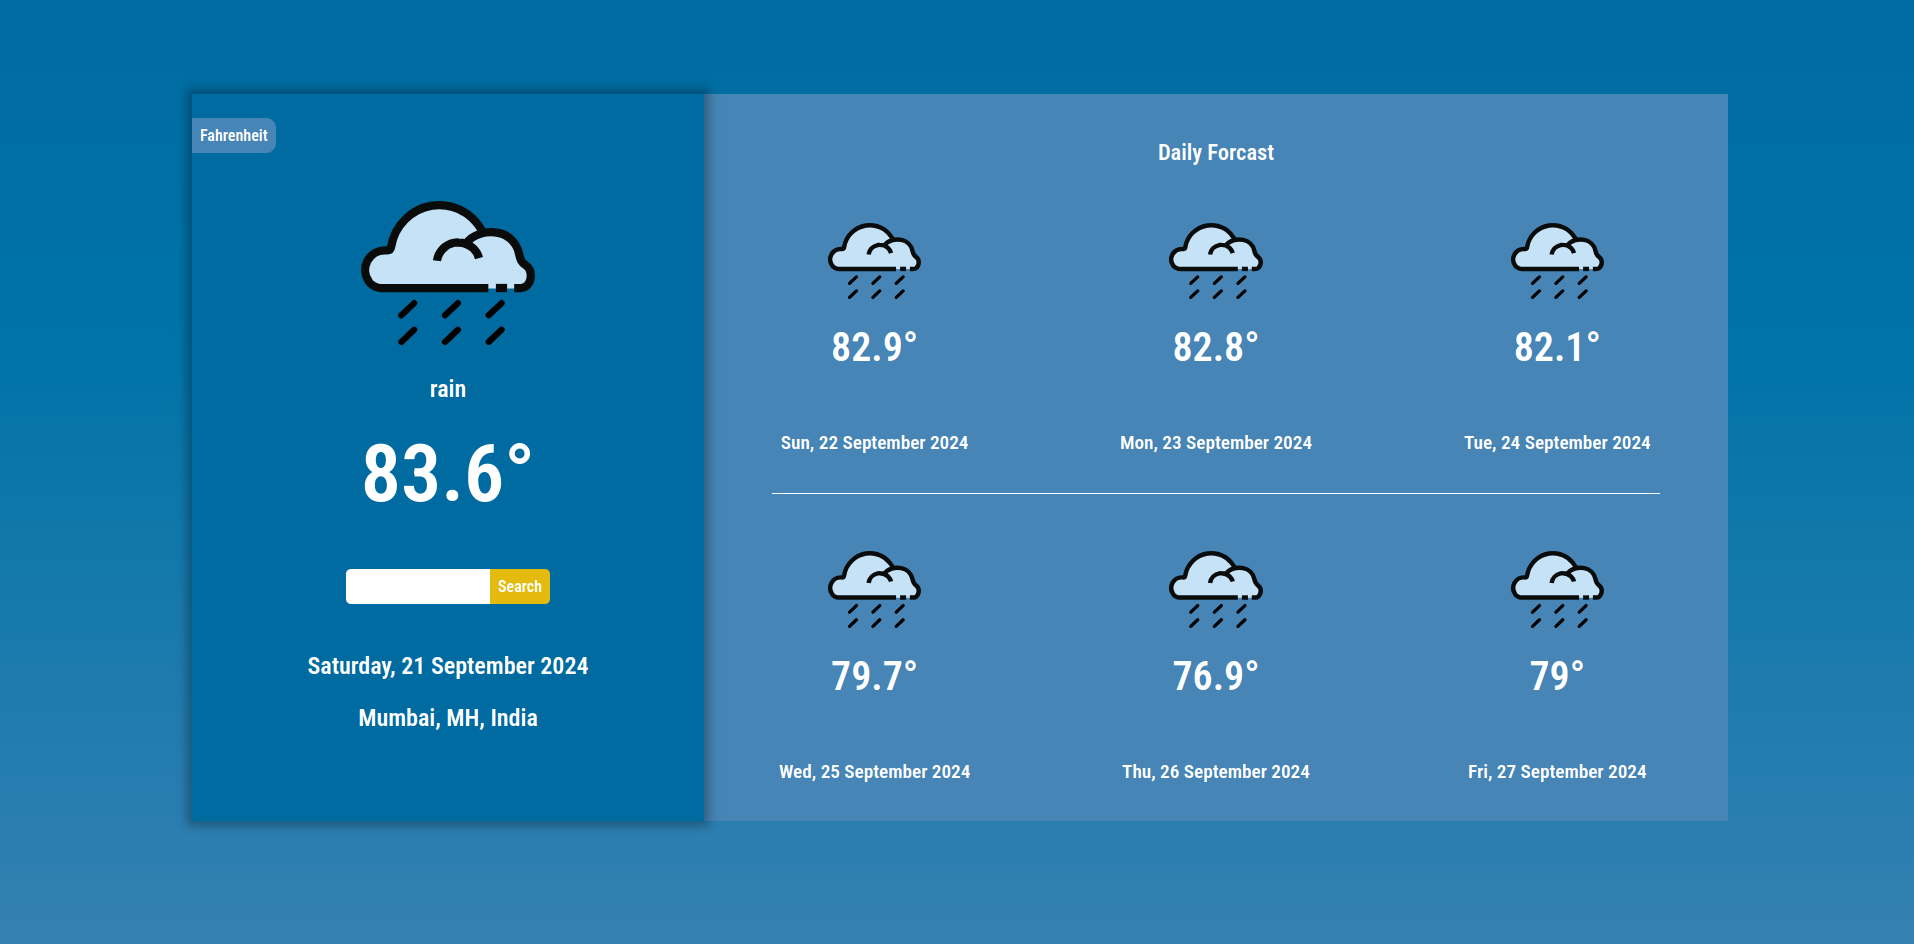 Fahrenheit
rain
83.6°
Search
Saturday, 21 September 2024
Mumbai, MH, India
Daily Forcast
82.9° 82.8° 82.1°
Sun, 22 September 2024 Mon, 23 September 2024 Tue, 24 September 2024
79.7° 76.9° 79°
Wed, 25 September 2024 Thu, 26 September 2024 Fri, 27 September 2024